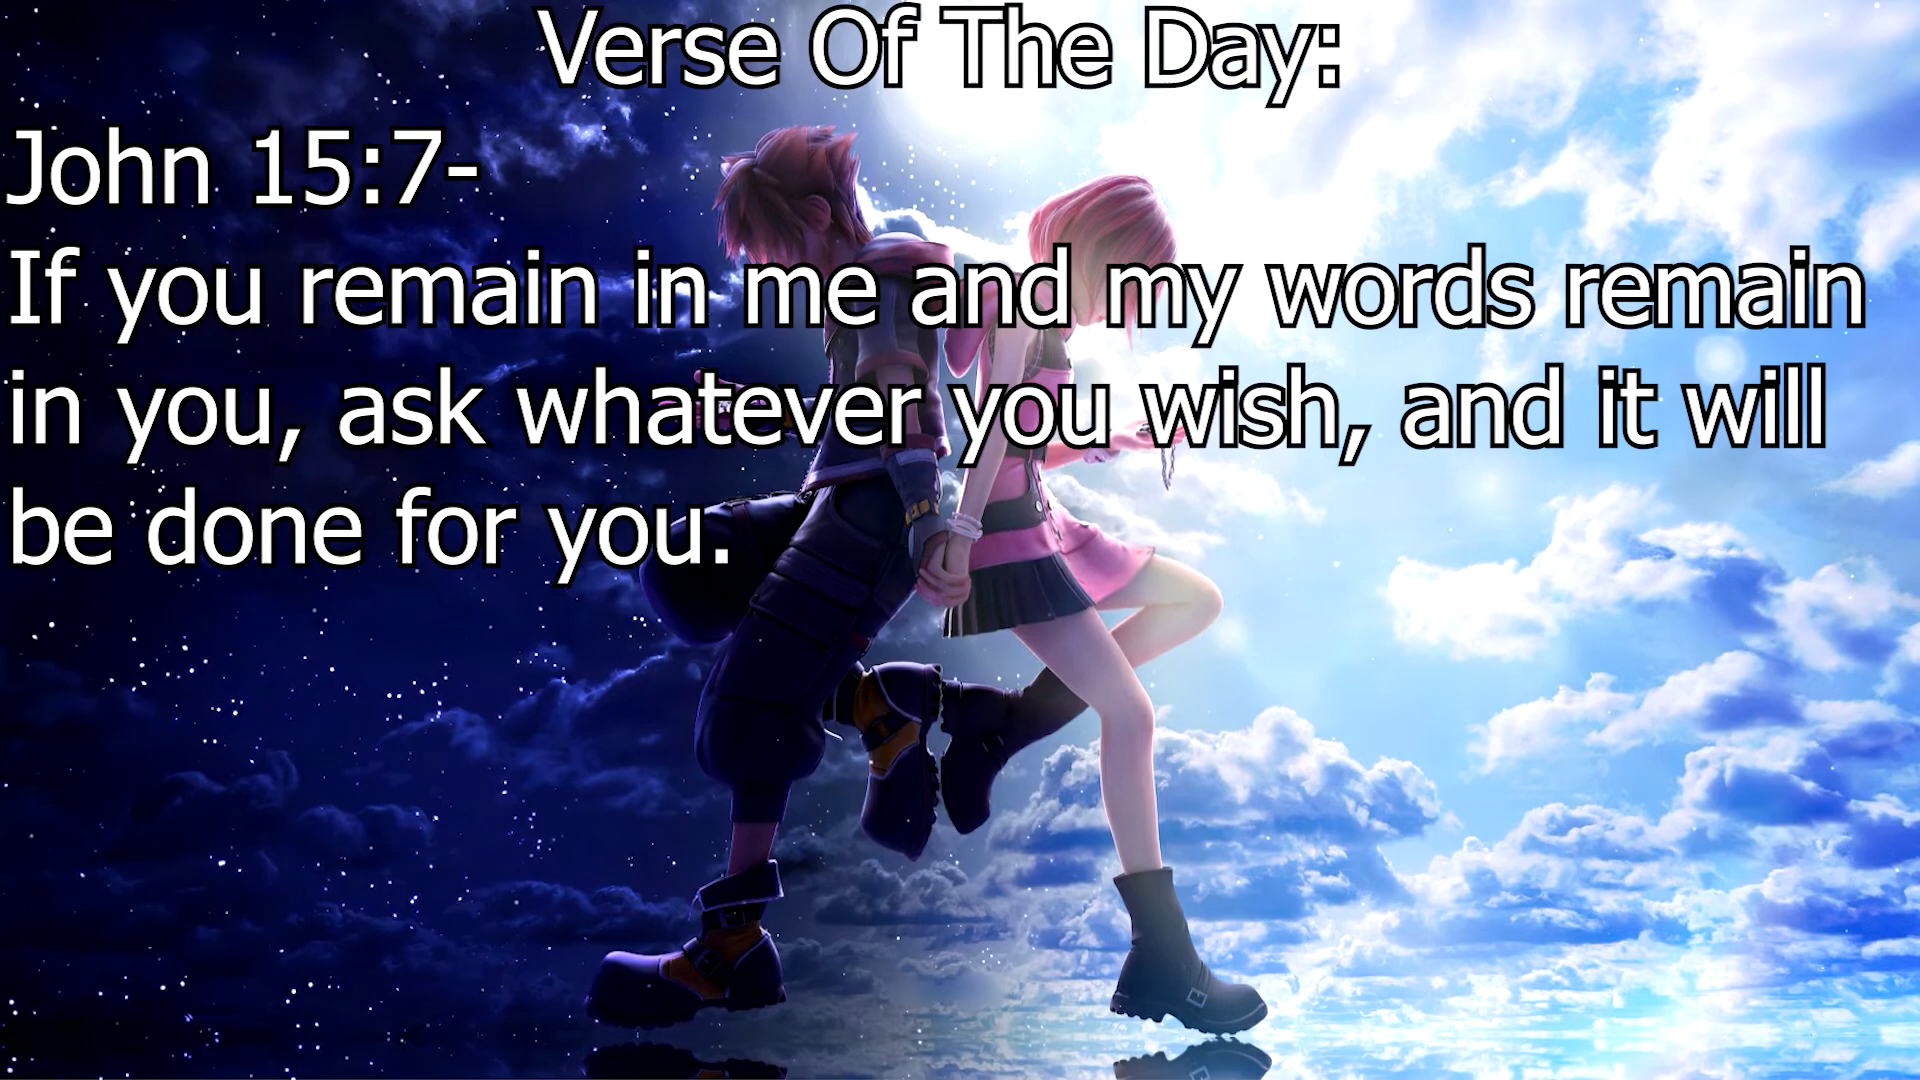 Verse Of The Day:
John 15:7-
If you remain in me and my words remain
in you, ask whatever you wish, and it will
be done for you.